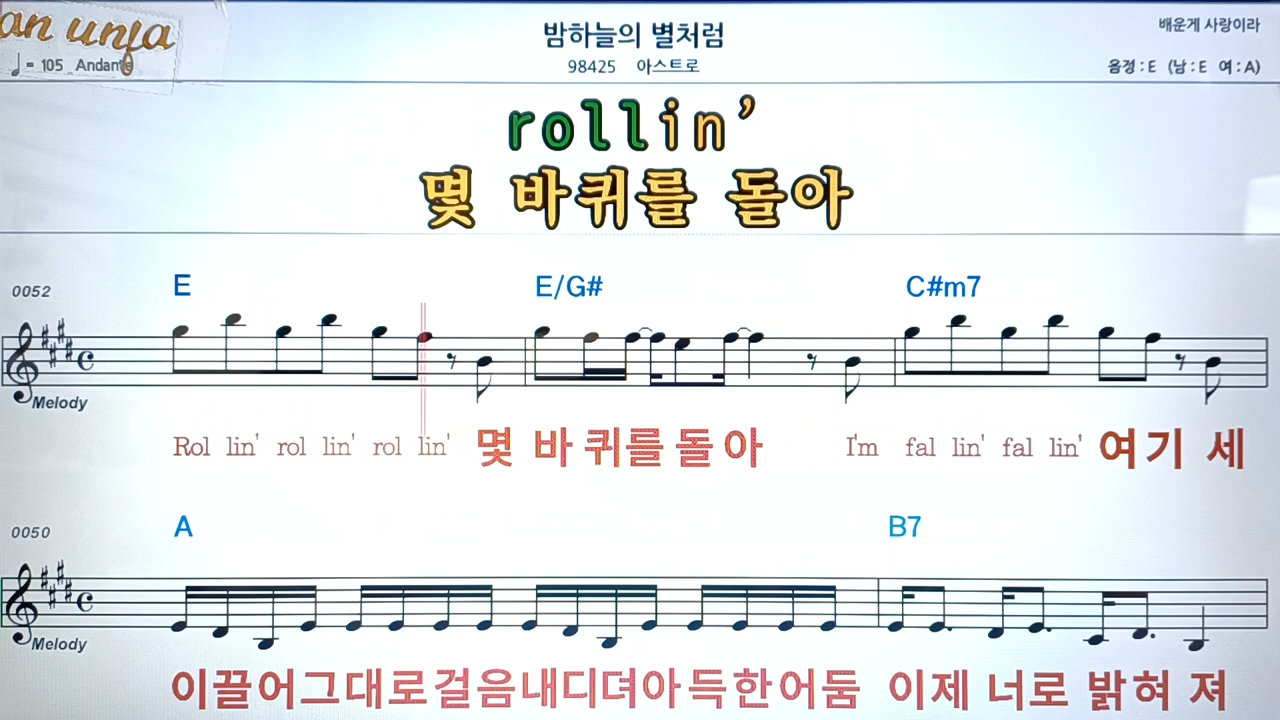 an unja
밤하늘의 별처럼
배운게 사랑이라
♩= 105 Andante
98425 아스트로
음정 : E (남 : E 여 : A)
rollin'
몇 바퀴를 돌아
0052 E E/G# C#m7
Melody
Rol lin' rol lin' rol lin' 몇 바 퀴를 돌 아 I'm fal lin' fal lin' 여기 세
0050 A B7
Melody
이끌어그대로걸음내디뎌아득한어둠 이제 너로 밝혀 져